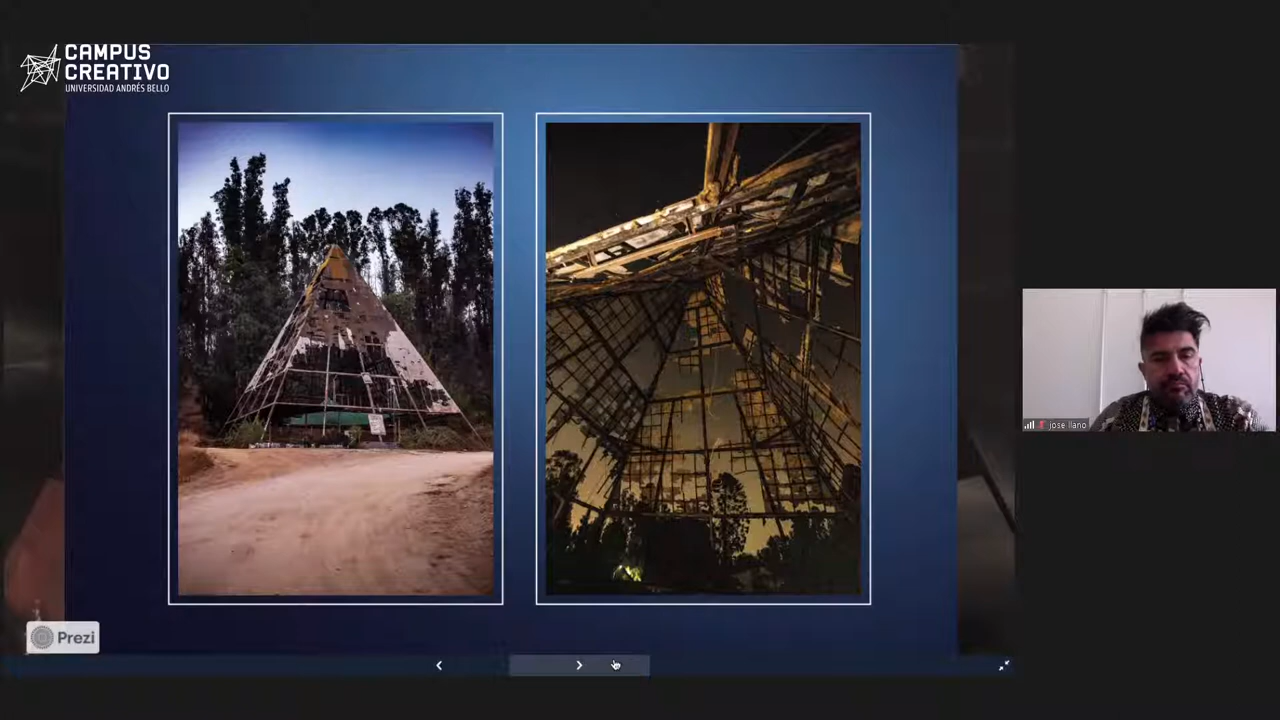 CAMPUS
CREATIVO
UNIVERSIDAD ANDRÉS BELLO
jose llano
Prezi